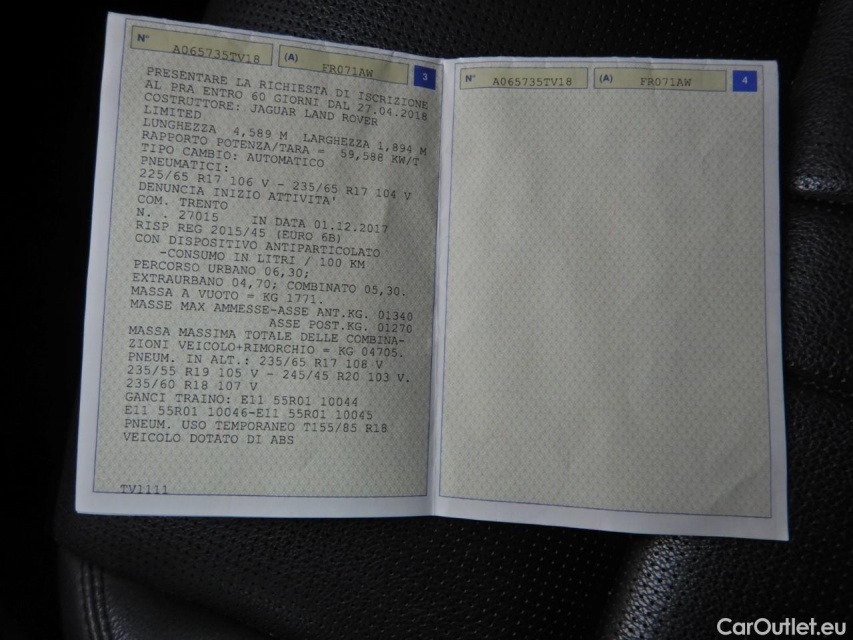 N° A065735TV18 (A) FR071AW 3
PRESENTARE LA RICHIESTA DI ISCRIZIONE
AL PRA ENTRO 60 GIORNI DAL 27.04.2018
COSTRUTTORE: JAGUAR LAND ROVER
LIMITED
LUNGHEZZA 4,589 M LARGHEZZA 1,894 M
RAPPORTO POTENZA/TARA = 59,588 KW/T
TIPO CAMBIO: AUTOMATICO
PNEUMATICI:
225/65 R17 106 V - 235/65 R17 104 V
DENUNCIA INIZIO ATTIVITA'
COM. TRENTO
N. . 27015 IN DATA 01.12.2017
RISP REG 2015/45 (EURO 6B)
CON DISPOSITIVO ANTIPARTICOLATO
-CONSUMO IN LITRI / 100 KM
PERCORSO URBANO 06,30;
EXTRAURBANO 04,70; COMBINATO 05,30.
MASSA A VUOTO = KG 1771.
MASSE MAX AMMESSE-ASSE ANT.KG. 01340
ASSE POST.KG. 01270
MASSA MASSIMA TOTALE DELLE COMBINA-
ZIONI VEICOLO+RIMORCHIO = KG 04705.
PNEUM. IN ALT.: 235/65 R17 108 V
235/55 R19 105 V - 245/45 R20 103 V.
235/60 R18 107 V
GANCI TRAINO: E11 55R01 10044
E11 55R01 10046-E11 55R01 10045
PNEUM. USO TEMPORANEO T155/85 R18
VEICOLO DOTATO DI ABS
TV1111
N° A065735TV18 (A) FR071AW 4
CarOutlet.eu